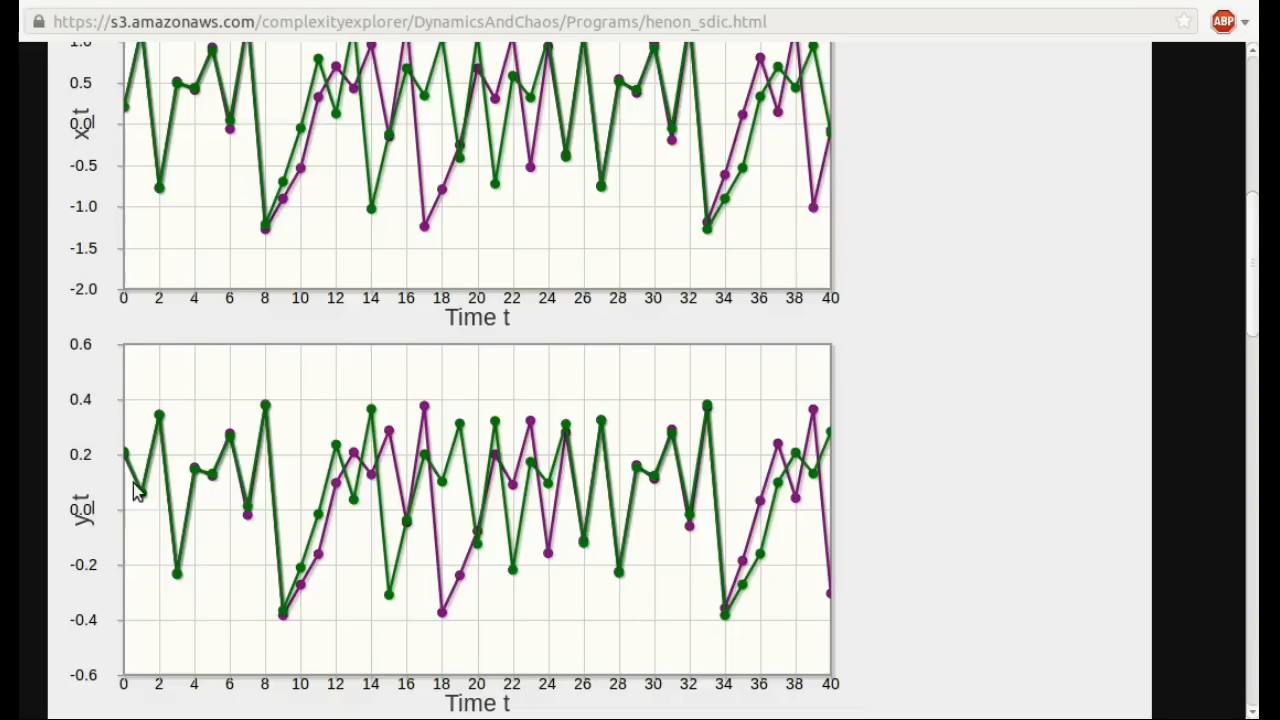 https://s3.amazonaws.com/complexityexplorer/DynamicsAndChaos/Programs/henon_sdic.html
ABP
1.0
0.5
0.0
-0.5
-1.0
-1.5
-2.0
x_t
0 2 4 6 8 10 12 14 16 18 20 22 24 26 28 30 32 34 36 38 40
Time t
0.6
0.4
0.2
0.0
-0.2
-0.4
-0.6
y_t
0 2 4 6 8 10 12 14 16 18 20 22 24 26 28 30 32 34 36 38 40
Time t